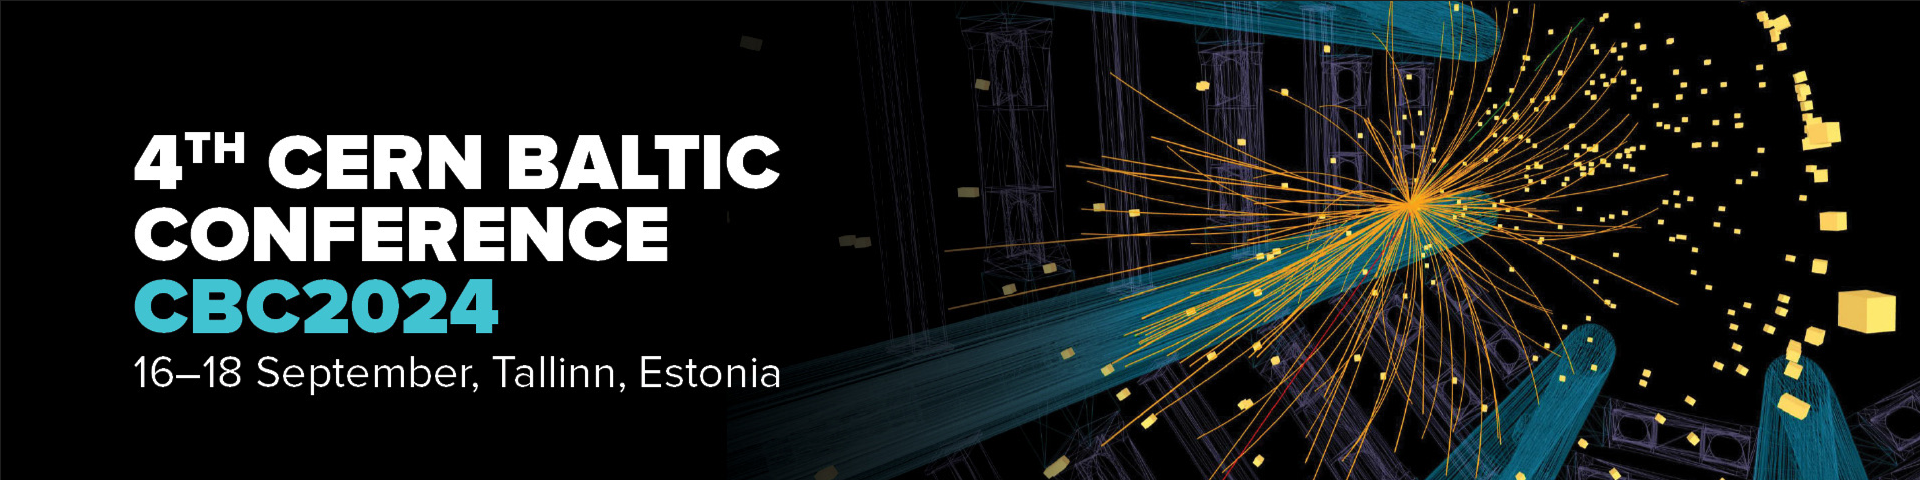 4TH CERN BALTIC
CONFERENCE
CBC2024
16–18 September, Tallinn, Estonia